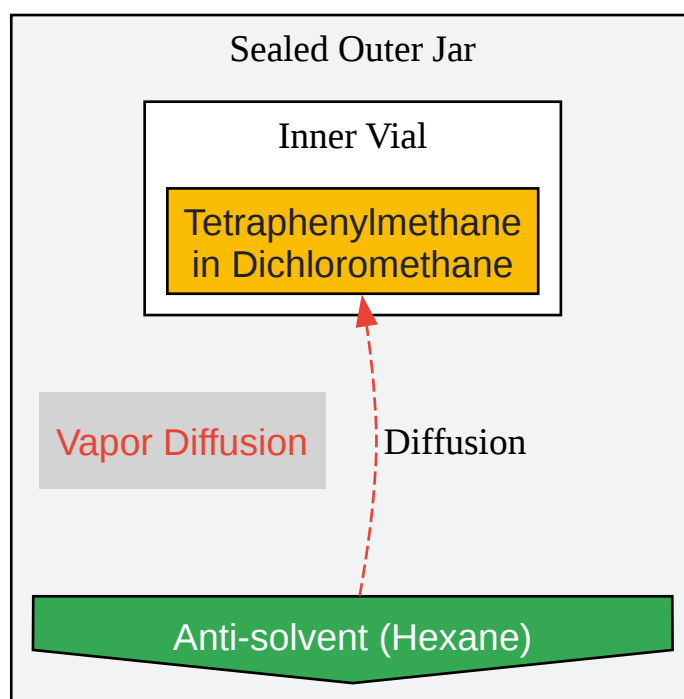 Sealed Outer Jar
Inner Vial
Tetraphenylmethane
in Dichloromethane
Vapor Diffusion
Diffusion
Anti-solvent (Hexane)